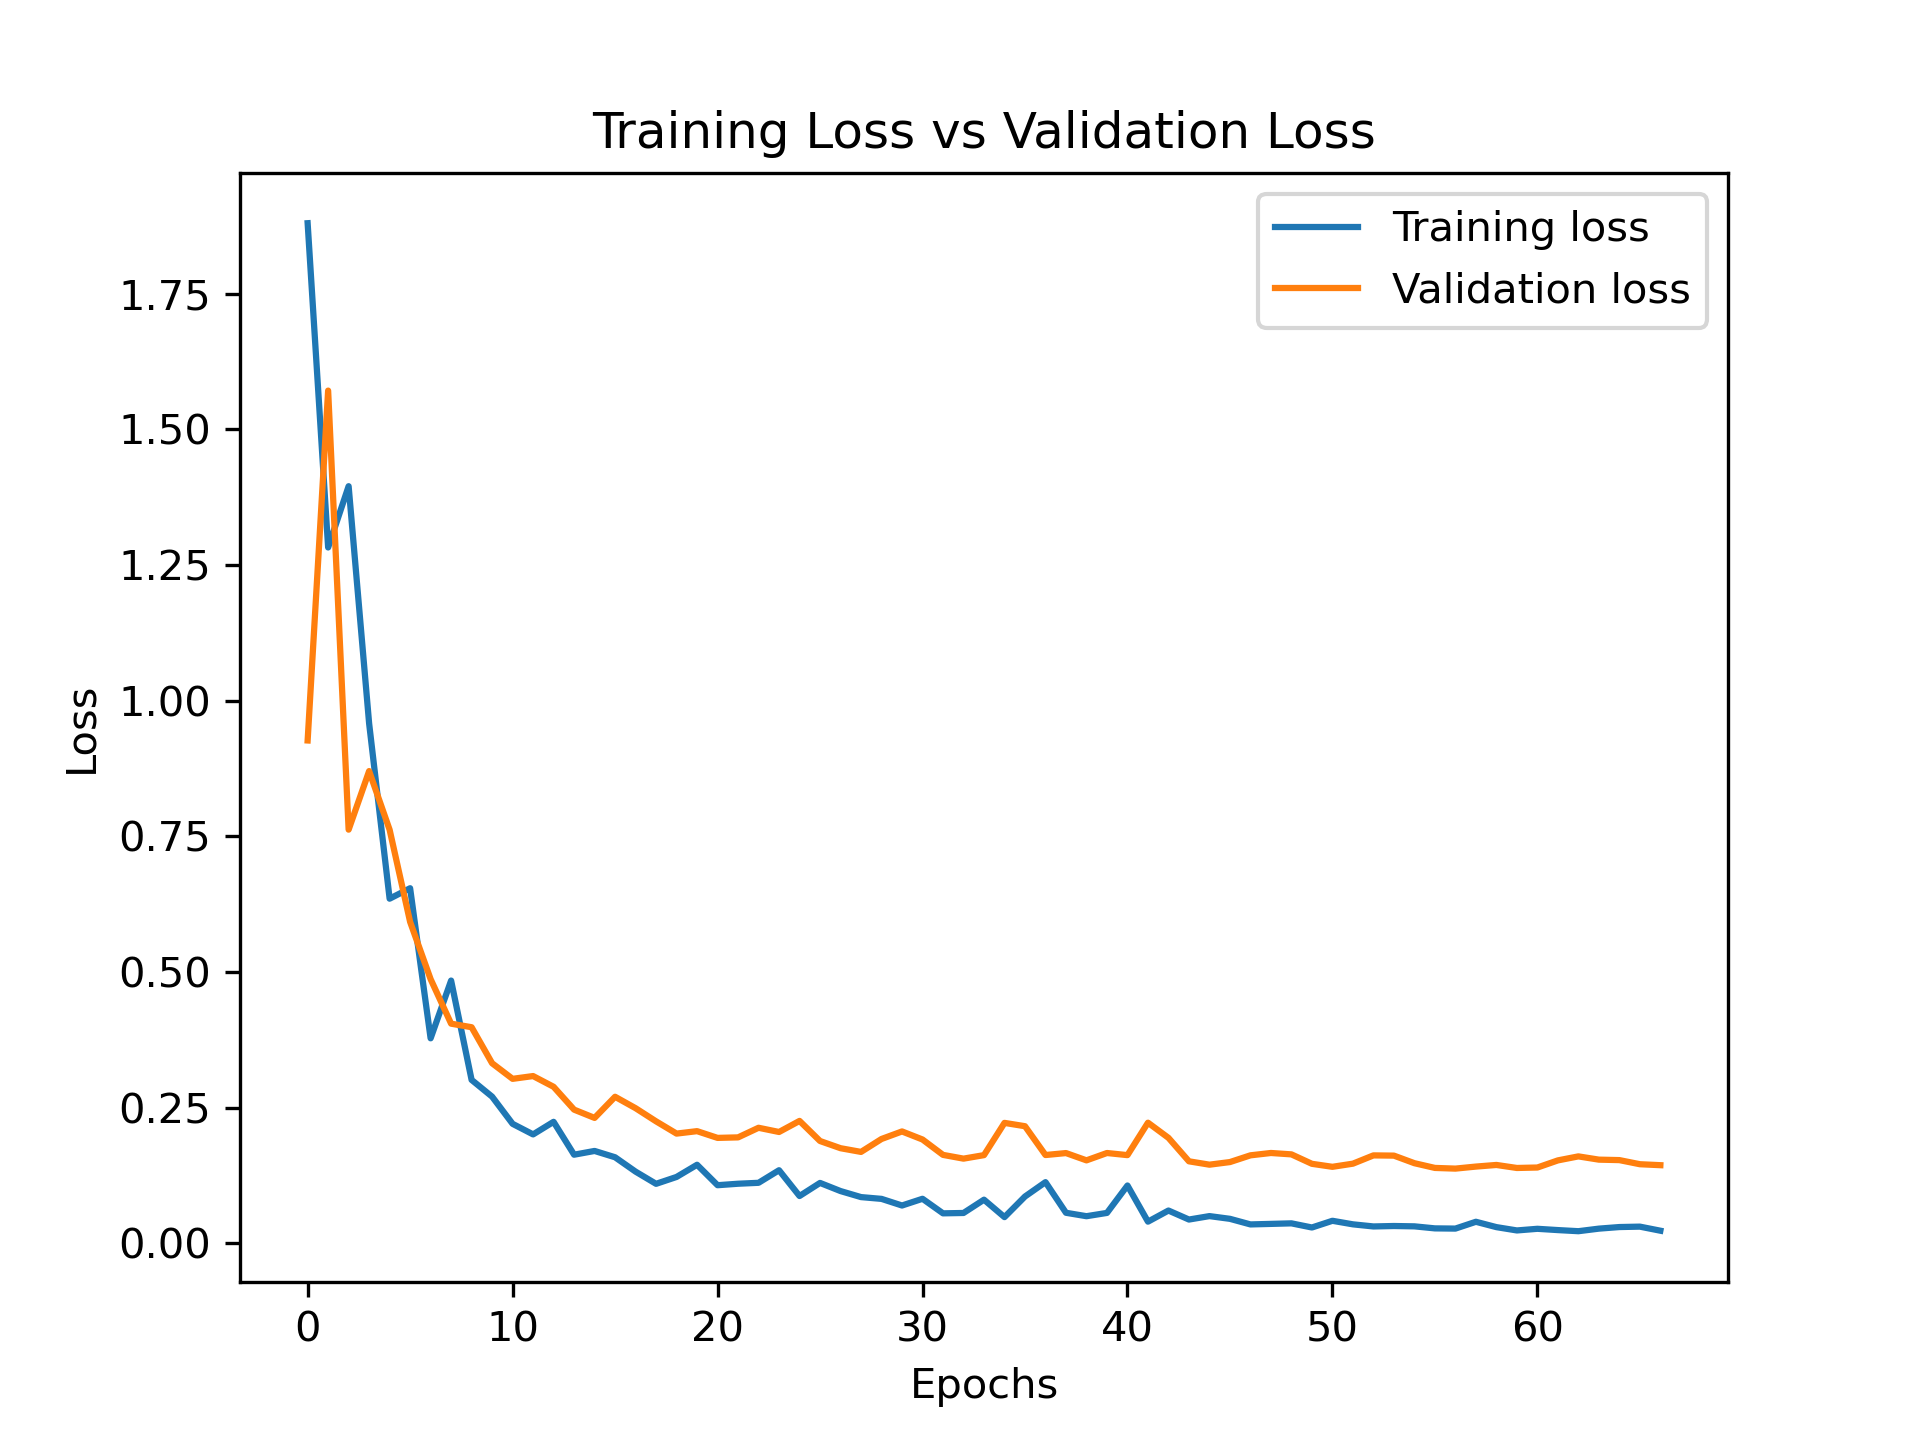 Training Loss vs Validation Loss
Training loss
Validation loss
1.75
1.50
1.25
1.00
0.75
0.50
0.25
0.00
Loss
0 10 20 30 40 50 60
Epochs